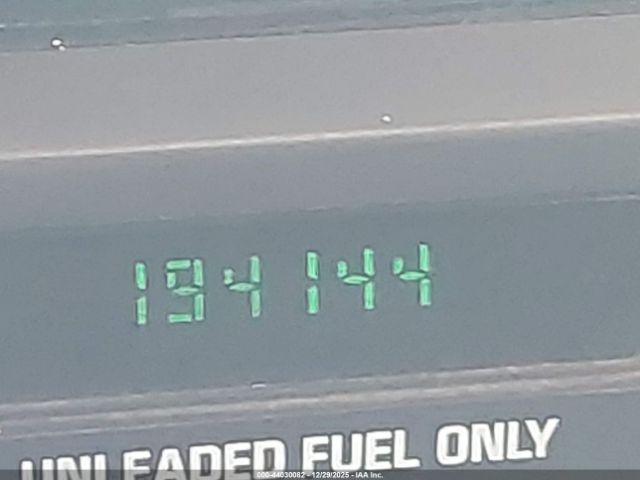 194144
UNLEADED FUEL ONLY
000-44030082 - 12/29/2025 - IAA Inc.